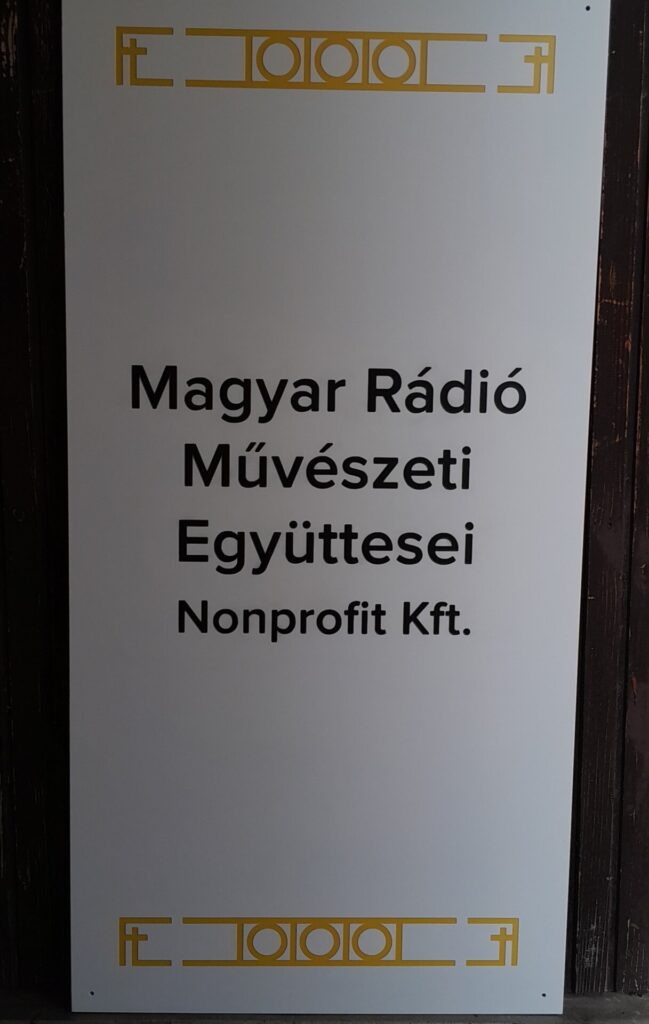 Magyar Rádió
Művészeti
Együttesei
Nonprofit Kft.